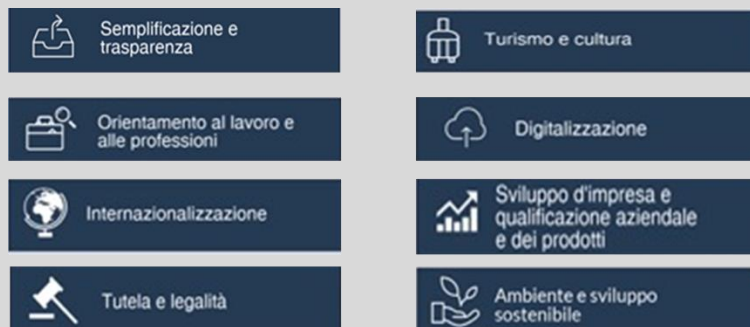 Semplificazione e
trasparenza
Turismo e cultura
Orientamento al lavoro e
alle professioni
Digitalizzazione
Internazionalizzazione
Sviluppo d'impresa e
qualificazione aziendale
e dei prodotti
Tutela e legalità
Ambiente e sviluppo
sostenibile